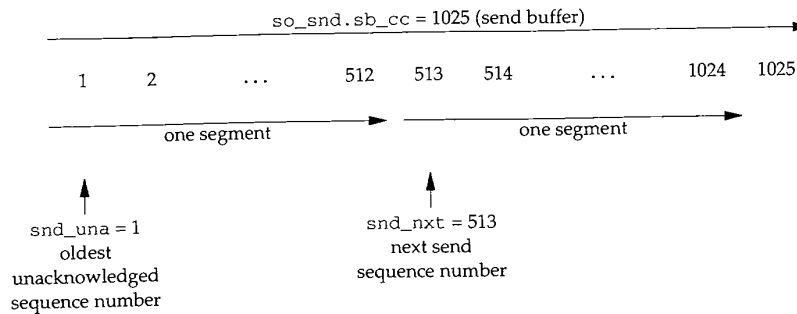 so_snd.sb_cc = 1025 (send buffer)
1 2 ... 512 513 514 ... 1024 1025
one segment one segment
snd_una = 1
oldest
unacknowledged
sequence number
snd_nxt = 513
next send
sequence number